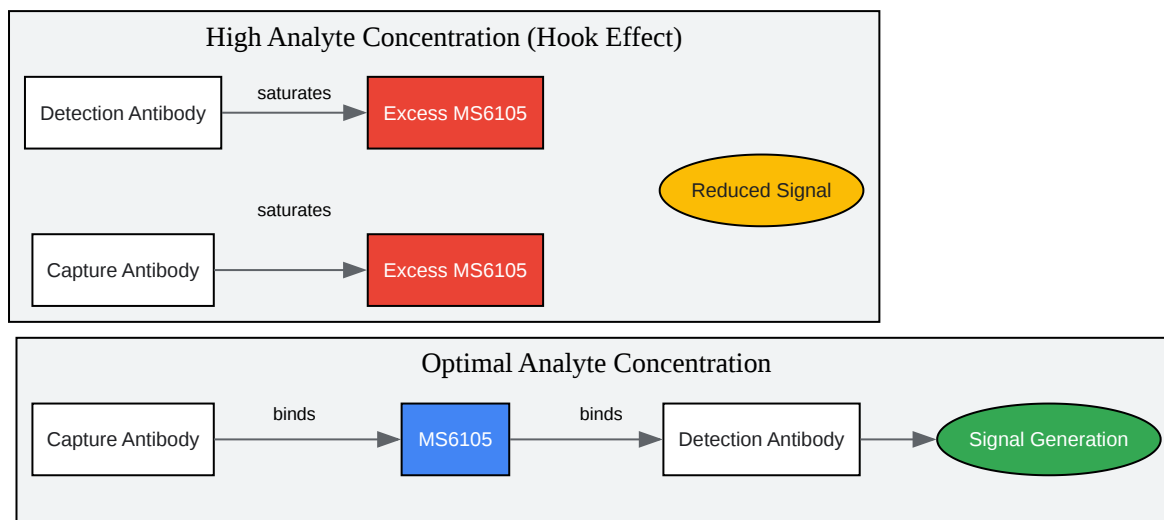 High Analyte Concentration (Hook Effect)
Detection Antibody
saturates
Excess MS6105
Reduced Signal
saturates
Capture Antibody
Excess MS6105
Optimal Analyte Concentration
Capture Antibody
binds
MS6105
binds
Detection Antibody
Signal Generation